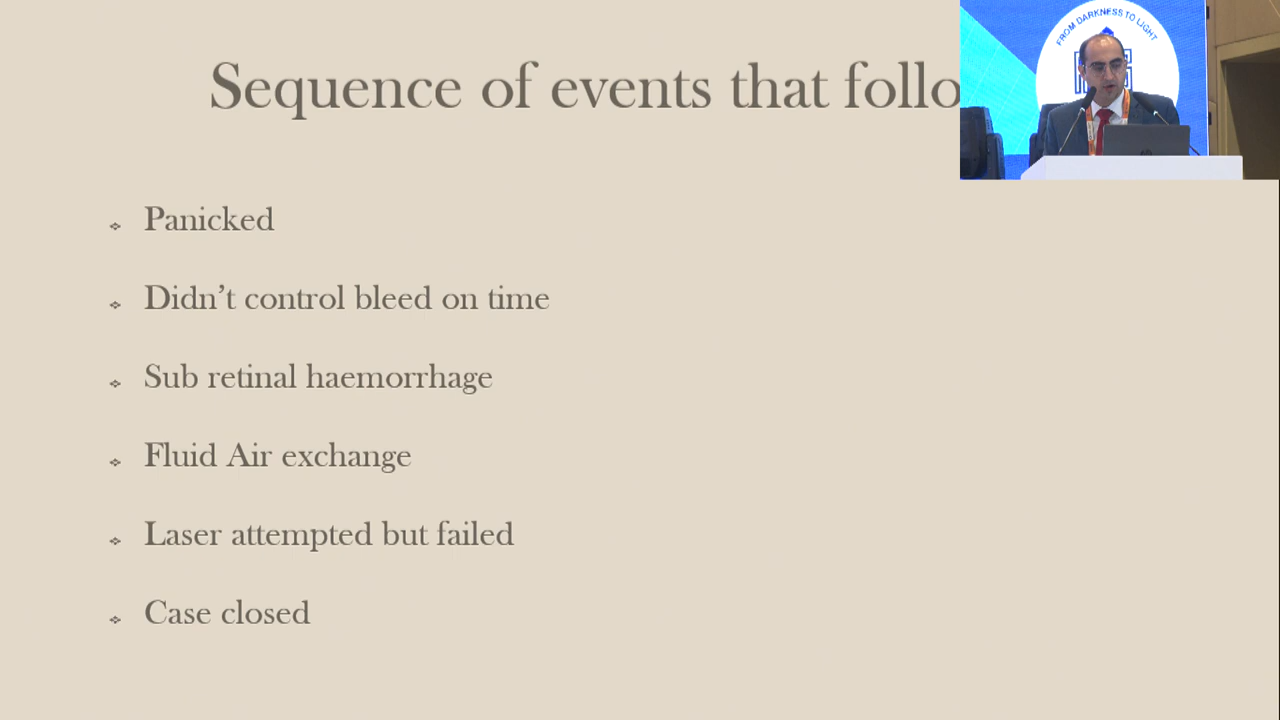 Sequence of events that follo
FROM DARKNESS TO LIGHT
Panicked
Didn’t control bleed on time
Sub retinal haemorrhage
Fluid Air exchange
Laser attempted but failed
Case closed